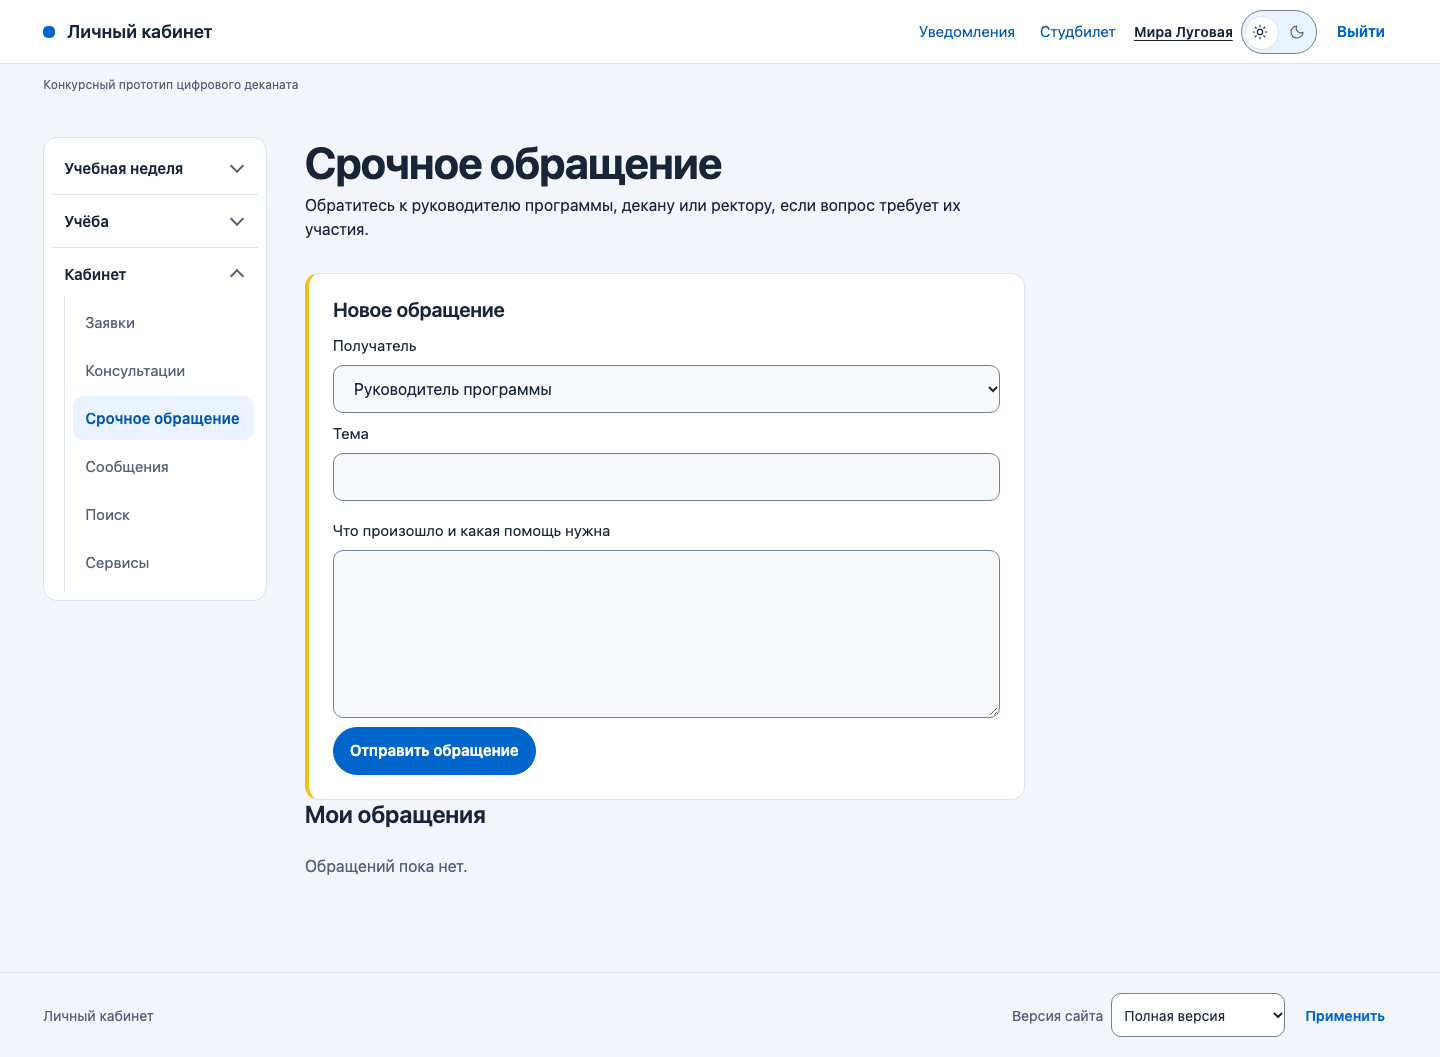 Личный кабинет
Уведомления
Студбилет
Мира Луговая
Выйти
Конкурсный прототип цифрового деканата
Учебная неделя
Учёба
Кабинет
Заявки
Консультации
Срочное обращение
Сообщения
Поиск
Сервисы
Срочное обращение
Обратитесь к руководителю программы, декану или ректору, если вопрос требует их
участия.
Новое обращение
Получатель
Руководитель программы
Тема
Что произошло и какая помощь нужна
Отправить обращение
Мои обращения
Обращений пока нет.
Личный кабинет
Версия сайта
Полная версия
Применить